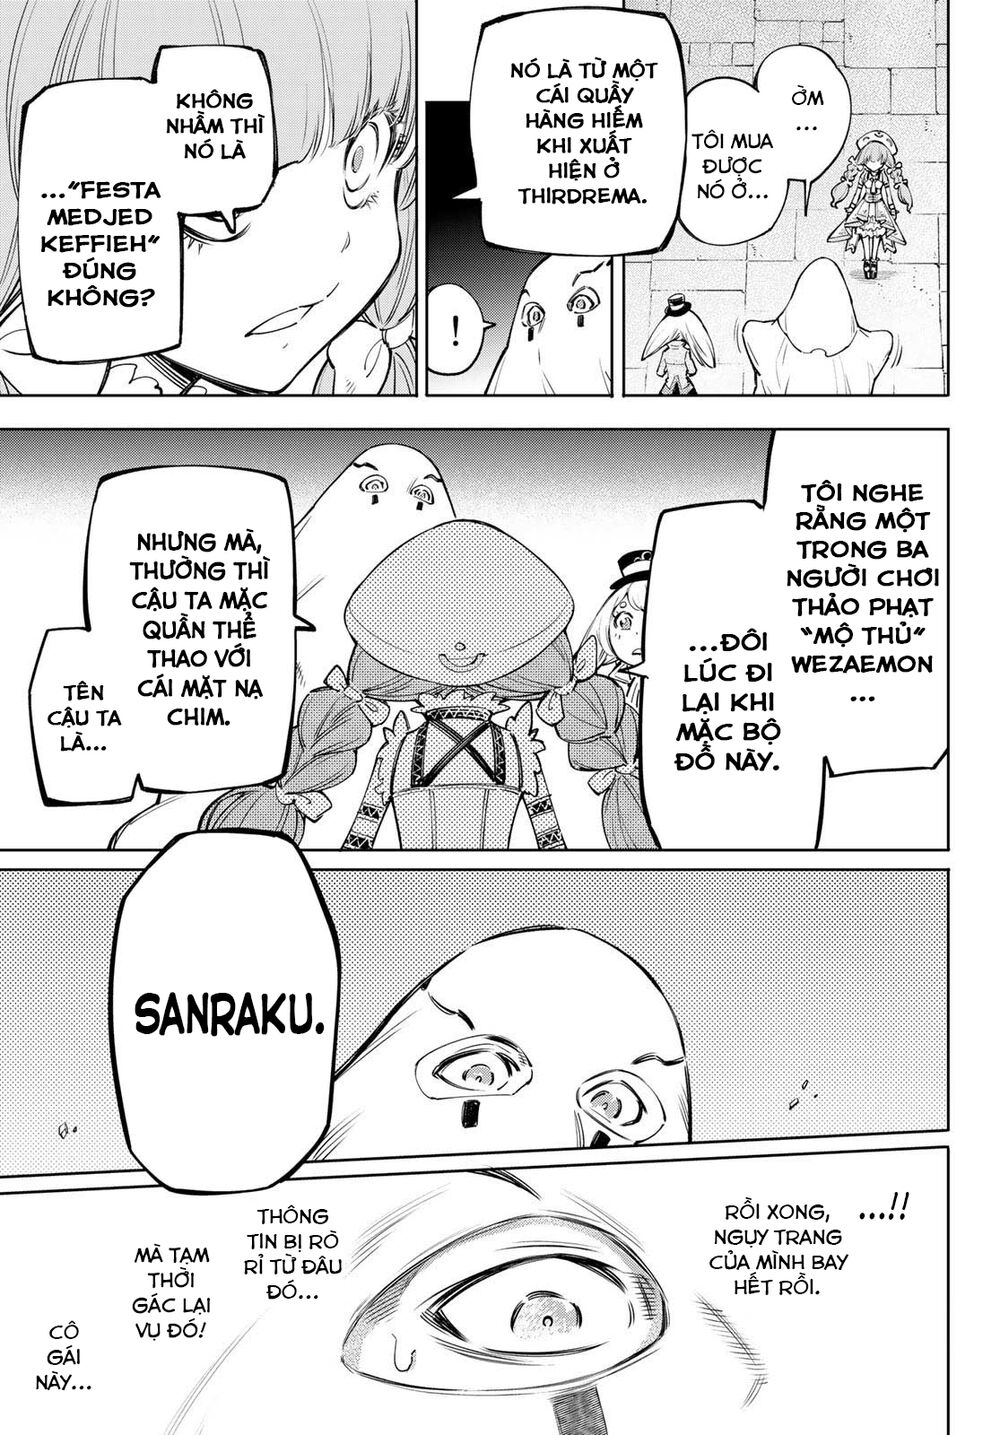 ỜM
...
TÔI MUA
ĐƯỢC
NÓ Ở...
NÓ LÀ TỪ MỘT
CÁI QUẦY
HÀNG HIẾM
KHI XUẤT
HIỆN Ở
THIRDREMA.
!
KHÔNG
NHẦM THÌ
NÓ LÀ
..."FESTA
MEDJED
KEFFIEH"
ĐÚNG
KHÔNG?
TÔI NGHE
RẰNG MỘT
TRONG BA
NGƯỜI CHƠI
THẢO PHẠT
"MỘ THỦ"
WEZAEMON
...
...ĐÔI
LÚC ĐI
LẠI KHI
MẶC BỘ
ĐỒ NÀY.
NHƯNG MÀ,
THƯỜNG THÌ
CẬU TA MẶC
QUẦN THỂ
THAO VỚI
CÁI MẶT NẠ
CHIM.
TÊN
CẬU TA
LÀ...
SANRAKU.
...!!
RỒI XONG,
NGỤY TRANG
CỦA MÌNH BAY
HẾT RỒI.
THÔNG
TIN BỊ RÒ
RỈ TỪ ĐÂU
ĐÓ...
MÀ TẠM
THỜI
GÁC LẠI
VỤ ĐÓ!
CÔ
GÁI
NÀY...